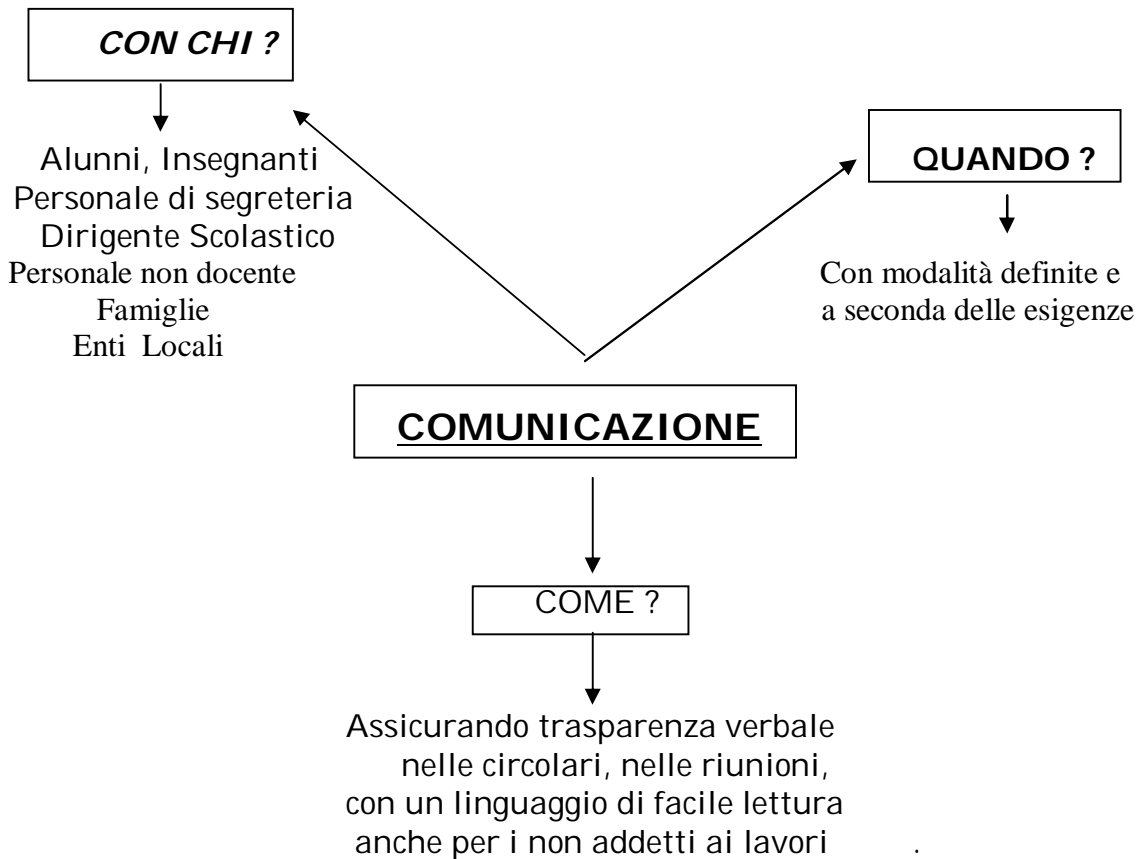 CON CHI ?
Alunni, Insegnanti
Personale di segreteria
Dirigente Scolastico
Personale non docente
Famiglie
Enti Locali
QUANDO ?
Con modalità definite e
a seconda delle esigenze
COMUNICAZIONE
COME ?
Assicurando trasparenza verbale
nelle circolari, nelle riunioni,
con un linguaggio di facile lettura
anche per i non addetti ai lavori .